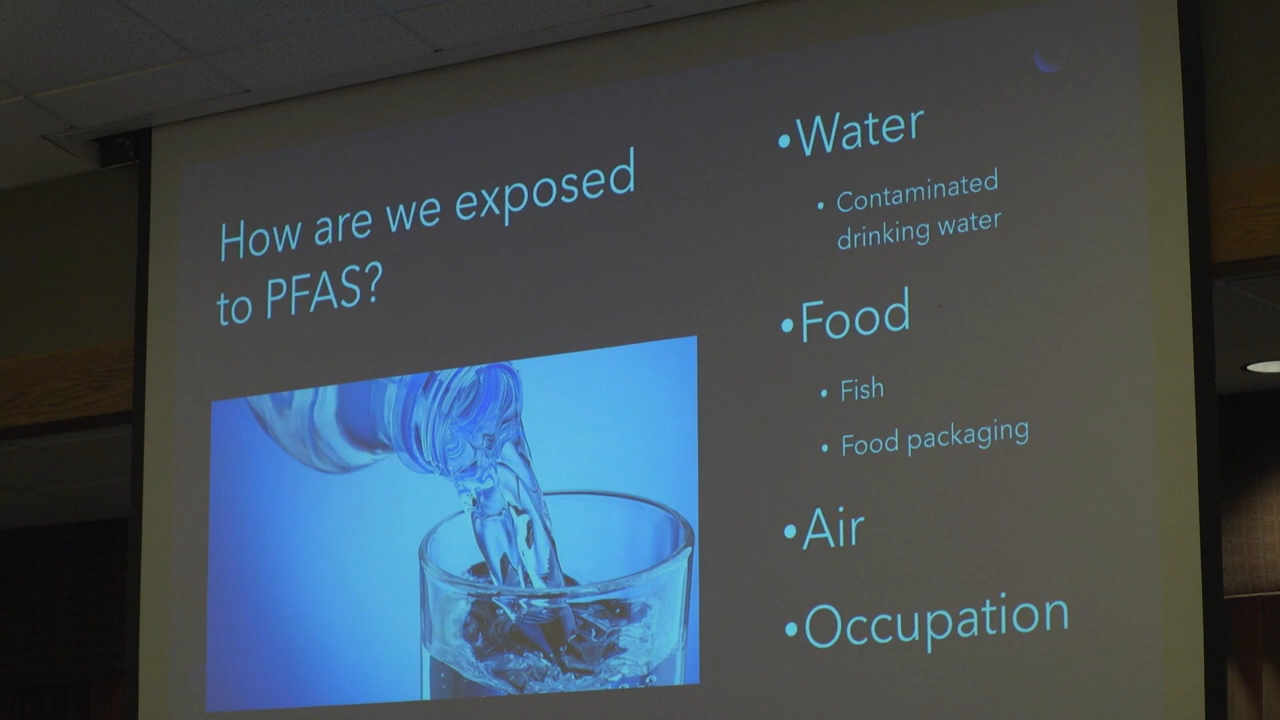 How are we exposed
to PFAS?
•Water
• Contaminated
drinking water
•Food
• Fish
• Food packaging
•Air
•Occupation